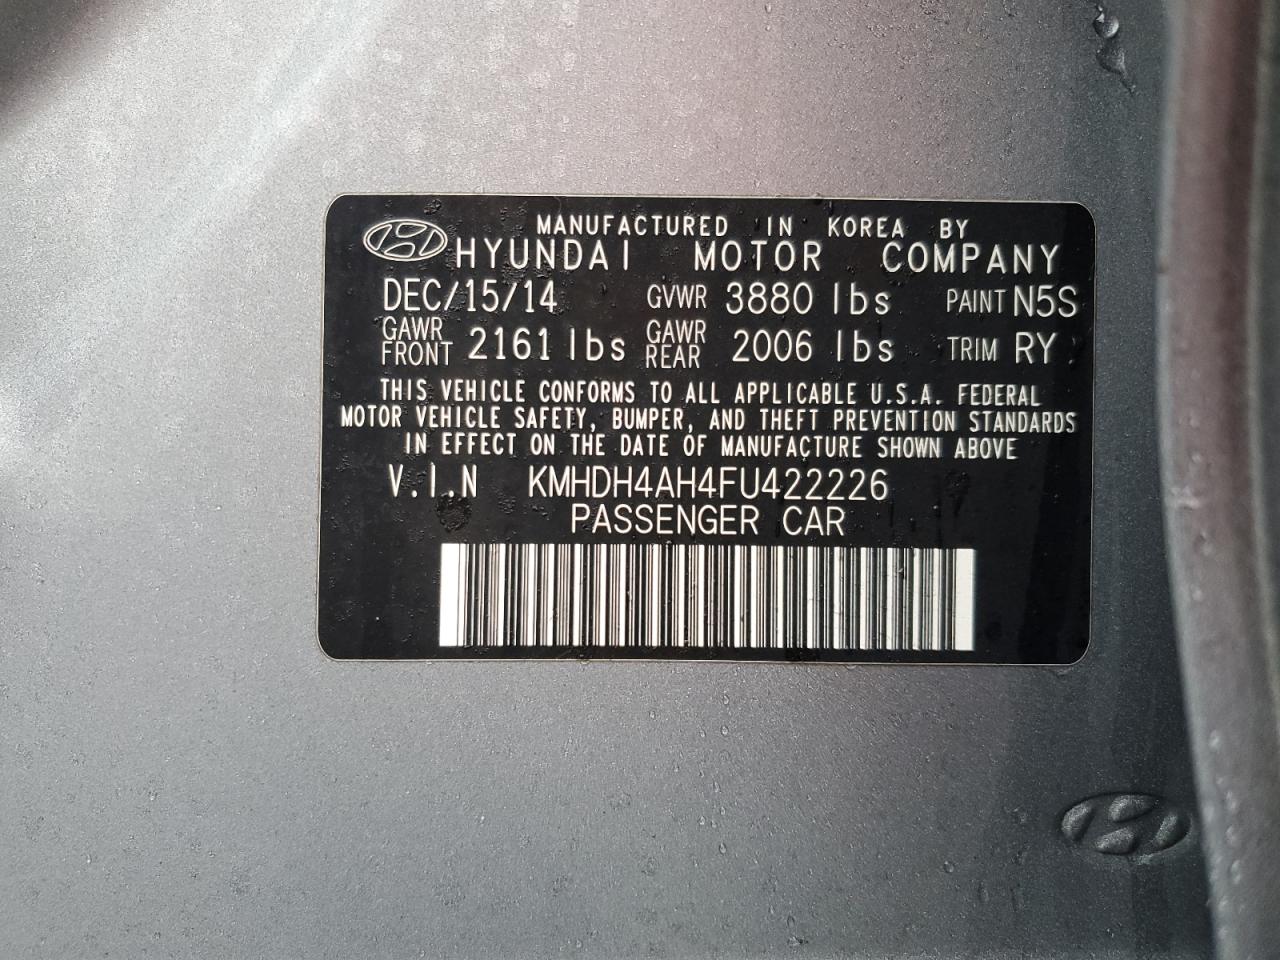 MANUFACTURED IN KOREA BY
HYUNDAI MOTOR COMPANY
DEC/15/14 GVWR 3880 lbs PAINT N5S
GAWR FRONT 2161 lbs GAWR REAR 2006 lbs TRIM RY
THIS VEHICLE CONFORMS TO ALL APPLICABLE U.S.A. FEDERAL
MOTOR VEHICLE SAFETY, BUMPER, AND THEFT PREVENTION STANDARDS
IN EFFECT ON THE DATE OF MANUFACTURE SHOWN ABOVE
V.I.N KMHDH4AH4FU422226
PASSENGER CAR